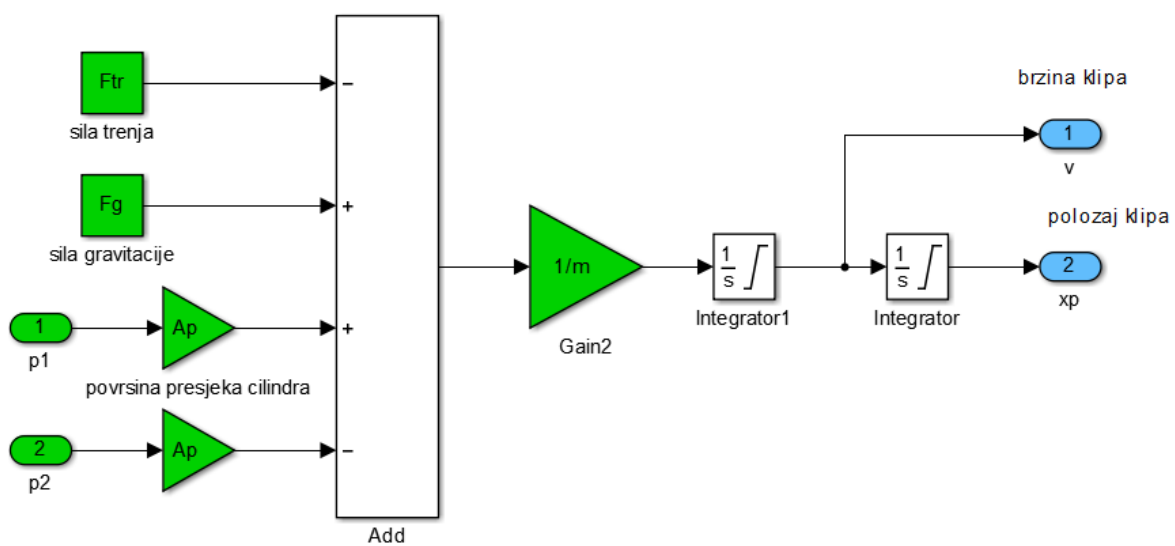 Ftr
sila trenja
−
Fg
sila gravitacije
+
1
p1
Ap
+
povrsina presjeka cilindra
2
p2
Ap
−
Add
1/m
Gain2
1
s
Integrator1
1
s
Integrator
brzina klipa
1
v
polozaj klipa
2
xp